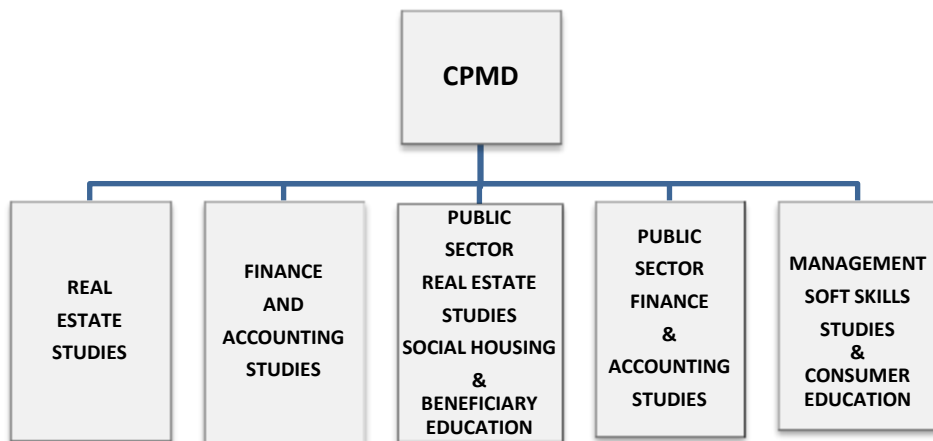 CPMD
REAL
ESTATE
STUDIES
FINANCE
AND
ACCOUNTING
STUDIES
PUBLIC
SECTOR
REAL ESTATE
STUDIES
SOCIAL HOUSING
&
BENEFICIARY
EDUCATION
PUBLIC
SECTOR
FINANCE
&
ACCOUNTING
STUDIES
MANAGEMENT
SOFT SKILLS
STUDIES
&
CONSUMER
EDUCATION